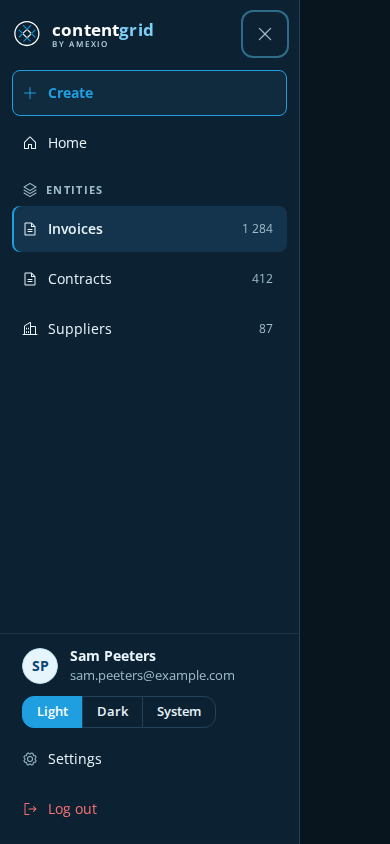 contentgrid
BY AMEXIO
Create
Home
ENTITIES
Invoices 1 284
Contracts 412
Suppliers 87
SP
Sam Peeters
sam.peeters@example.com
Light Dark System
Settings
Log out